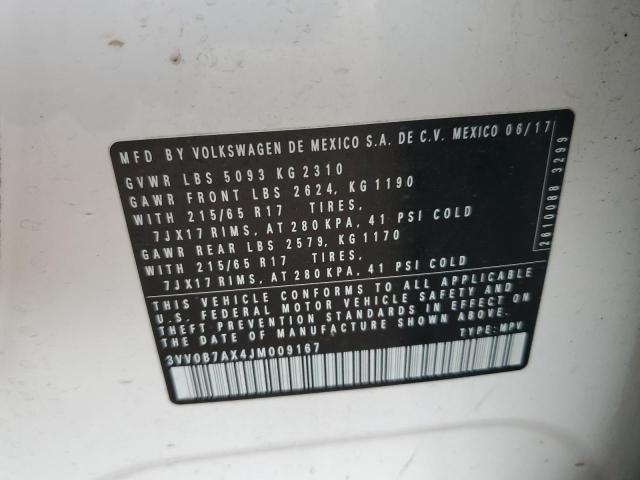 MFD BY VOLKSWAGEN DE MEXICO S.A. DE C.V. MEXICO 06/17
GVWR LBS 5093 KG 2310
GAWR FRONT LBS 2624, KG 1190
WITH 215/65 R17 TIRES,
7JX17 RIMS, AT 280 KPA, 41 PSI COLD
GAWR REAR LBS 2579, KG 1170
WITH 215/65 R17 TIRES,
7JX17 RIMS, AT 280 KPA, 41 PSI COLD
THIS VEHICLE CONFORMS TO ALL APPLICABLE
U.S. FEDERAL MOTOR VEHICLE SAFETY AND
THEFT PREVENTION STANDARDS IN EFFECT ON
THE DATE OF MANUFACTURE SHOWN ABOVE.
3VV0B7AX4JM009167 TYPE: MPV
2610088 3299